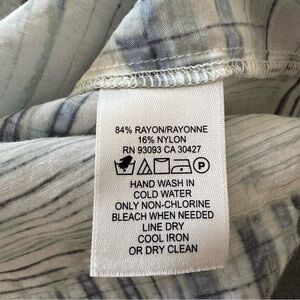 84% RAYON/RAYONNE
16% NYLON
RN 93093 CA 30427
P
HAND WASH IN
COLD WATER
ONLY NON-CHLORINE
BLEACH WHEN NEEDED
LINE DRY
COOL IRON
OR DRY CLEAN